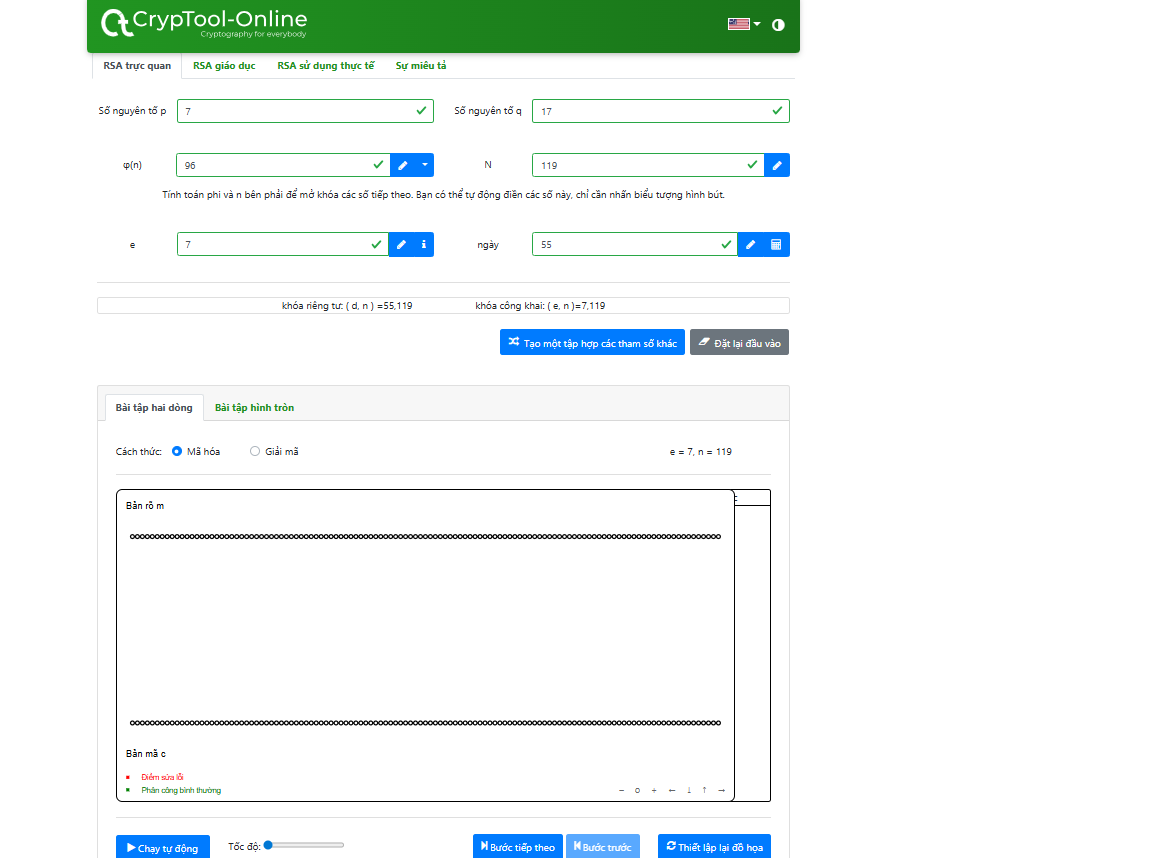 CrypTool-Online
Cryptography for everybody
RSA trực quan RSA giáo dục RSA sử dụng thực tế Sự miêu tả
Số nguyên tố p 7 Số nguyên tố q 17
φ(n) 96 N 119
Tính toán phi và n bên phải để mở khóa các số tiếp theo. Bạn có thể tự động điền các số này, chỉ cần nhấn biểu tượng hình bút.
e 7 ngày 55
khóa riêng tư: ( d, n ) =55,119 khóa công khai: ( e, n )=7,119
Tạo một tập hợp các tham số khác Đặt lại đầu vào
Bài tập hai dòng Bài tập hình tròn
Cách thức: Mã hóa Giải mã e = 7, n = 119
Bản rõ m
Bản mã c
Điểm sửa lỗi
Phân công bình thường
− o + ← ↓ ↑ →
Chạy tự động Tốc độ: Bước tiếp theo Bước trước Thiết lập lại đồ họa